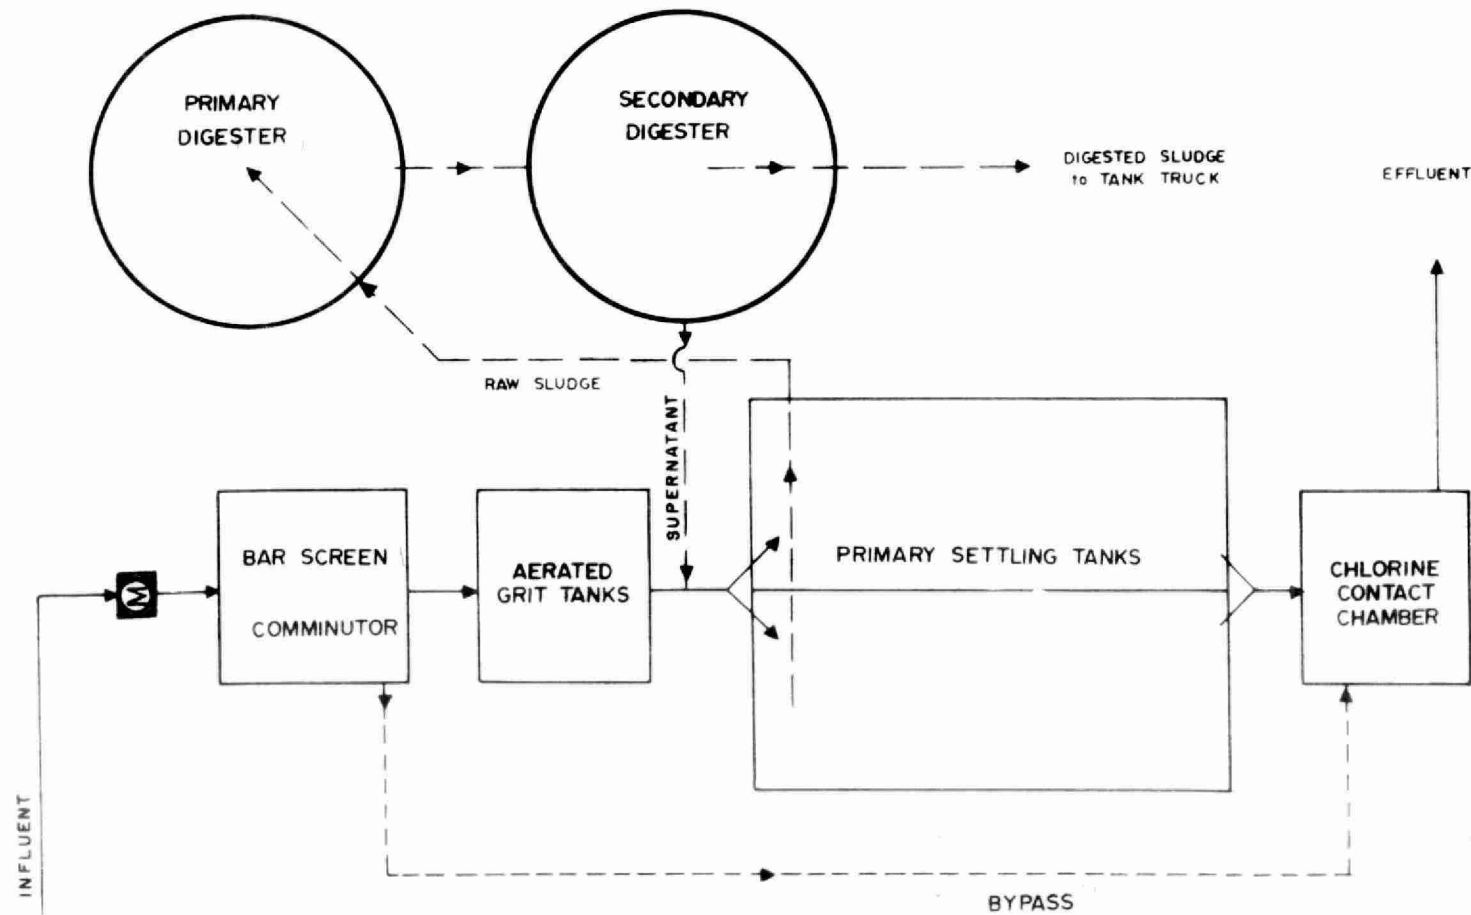 PRIMARY
DIGESTER
SECONDARY
DIGESTER
DIGESTED SLUDGE
to TANK TRUCK
EFFLUENT
RAW SLUDGE
SUPERNATANT
BAR SCREEN
COMMINUTOR
AERATED
GRIT TANKS
PRIMARY SETTLING TANKS
CHLORINE
CONTACT
CHAMBER
M
INFLUENT
BYPASS